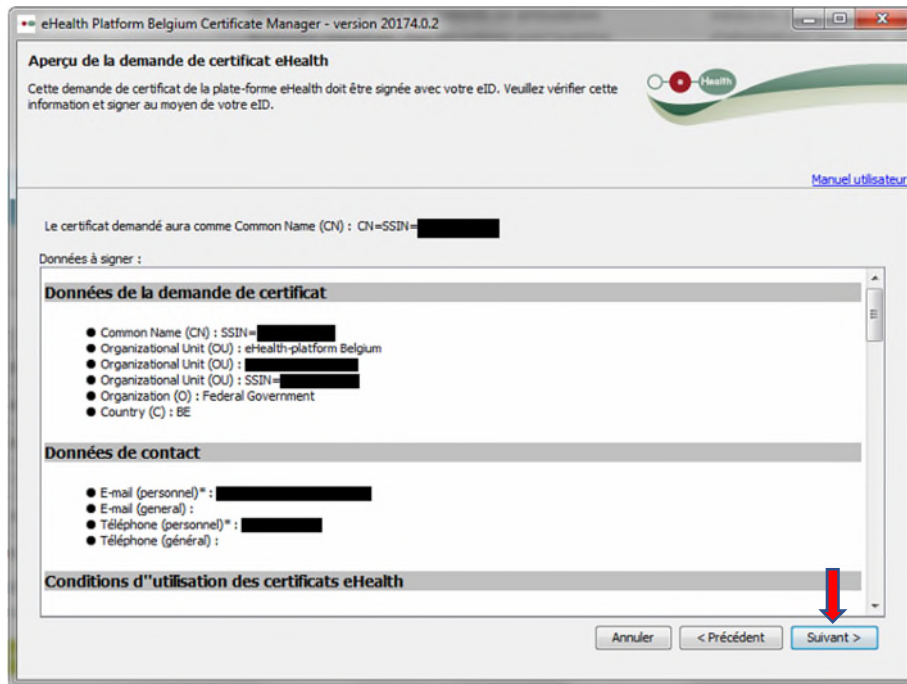 eHealth Platform Belgium Certificate Manager - version 20174.0.2
Aperçu de la demande de certificat eHealth
Cette demande de certificat de la plate-forme eHealth doit être signée avec votre eID. Veuillez vérifier cette
information et signer au moyen de votre eID.
Health
Manuel utilisateur
Le certificat demandé aura comme Common Name (CN) : CN=SSIN=
Données à signer :
Données de la demande de certificat
● Common Name (CN) : SSIN=
● Organizational Unit (OU) : eHealth-platform Belgium
● Organizational Unit (OU) :
● Organizational Unit (OU) : SSIN=
● Organization (O) : Federal Government
● Country (C) : BE
Données de contact
● E-mail (personnel)* :
● E-mail (general) :
● Téléphone (personnel)* :
● Téléphone (général) :
Conditions d''utilisation des certificats eHealth
Annuler
< Précédent
Suivant >